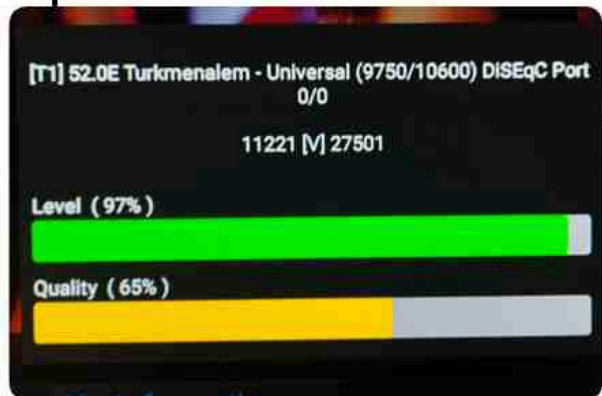 [T1] 52.0E Turkmenalem - Universal (9750/10600) DiSEqC Port
0/0
11221 [V] 27501
Level ( 97% )
Quality ( 65% )